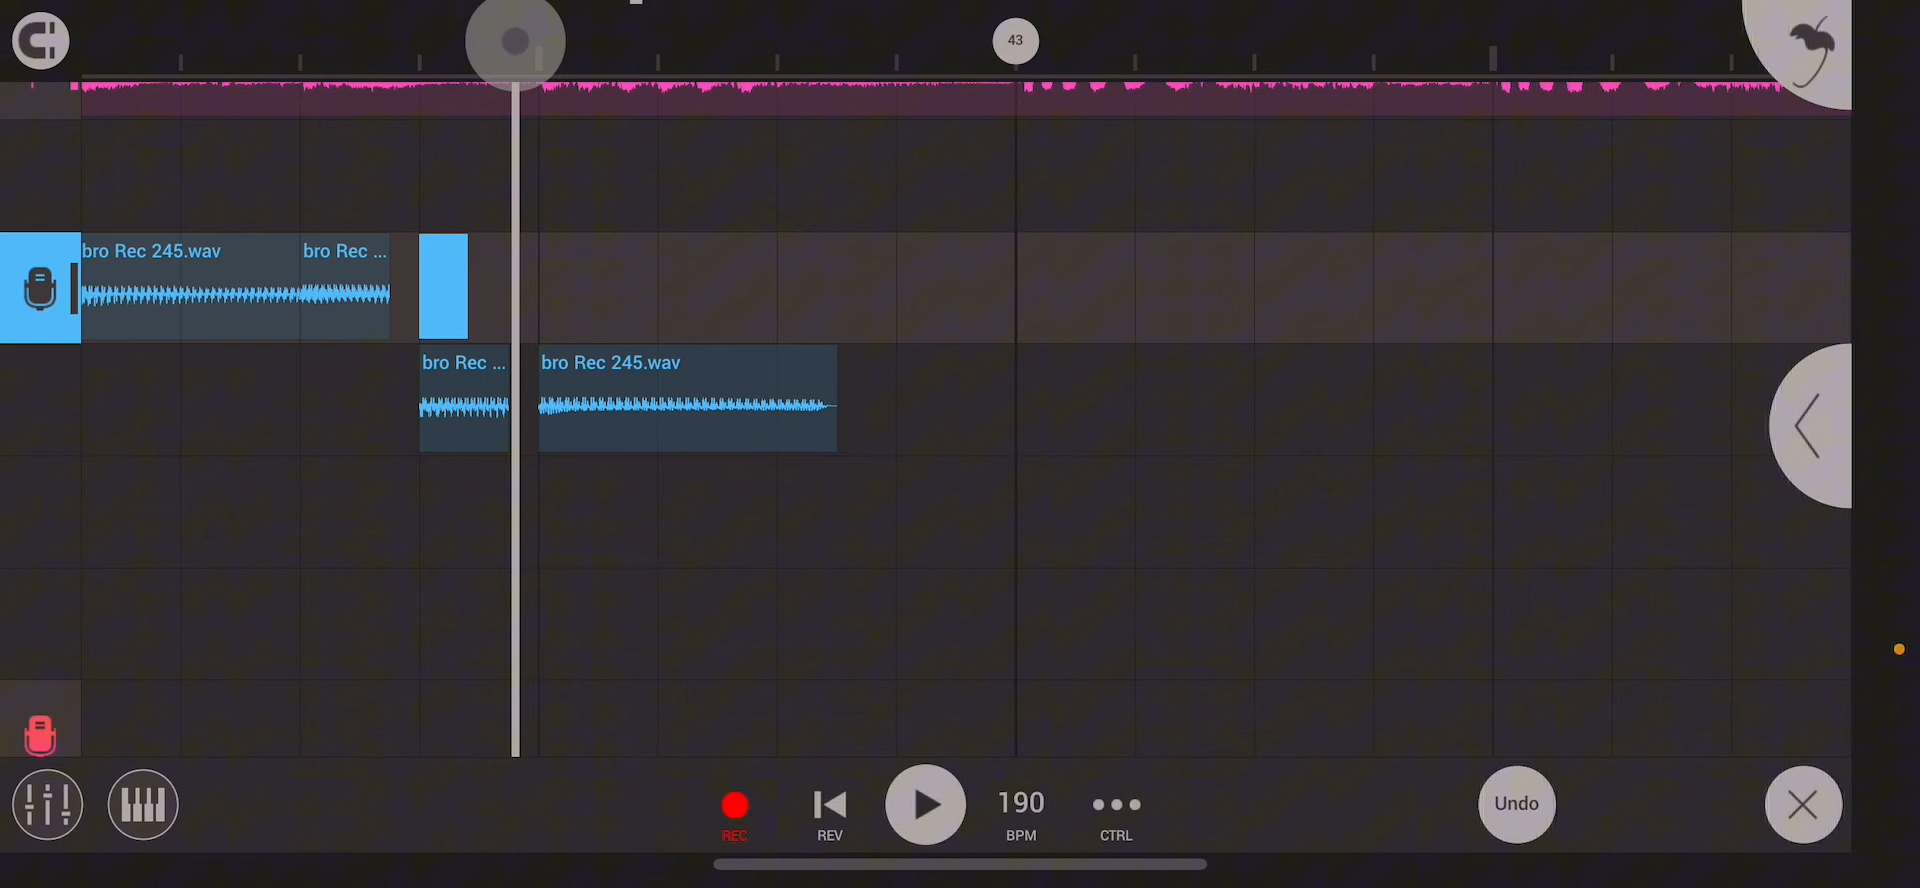 43
bro Rec 245.wav
bro Rec ...
bro Rec ...
bro Rec 245.wav
190
Undo
REC
REV
BPM
CTRL